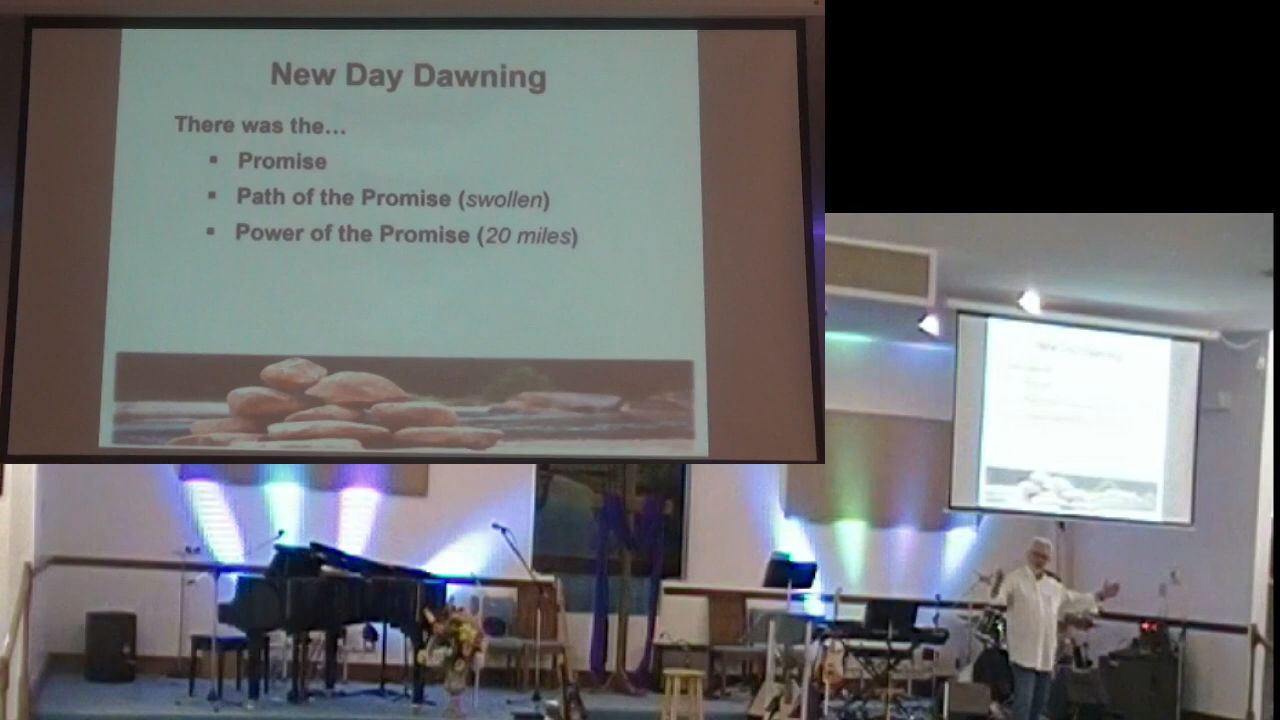 New Day Dawning
There was the…
▪ Promise
▪ Path of the Promise (swollen)
▪ Power of the Promise (20 miles)